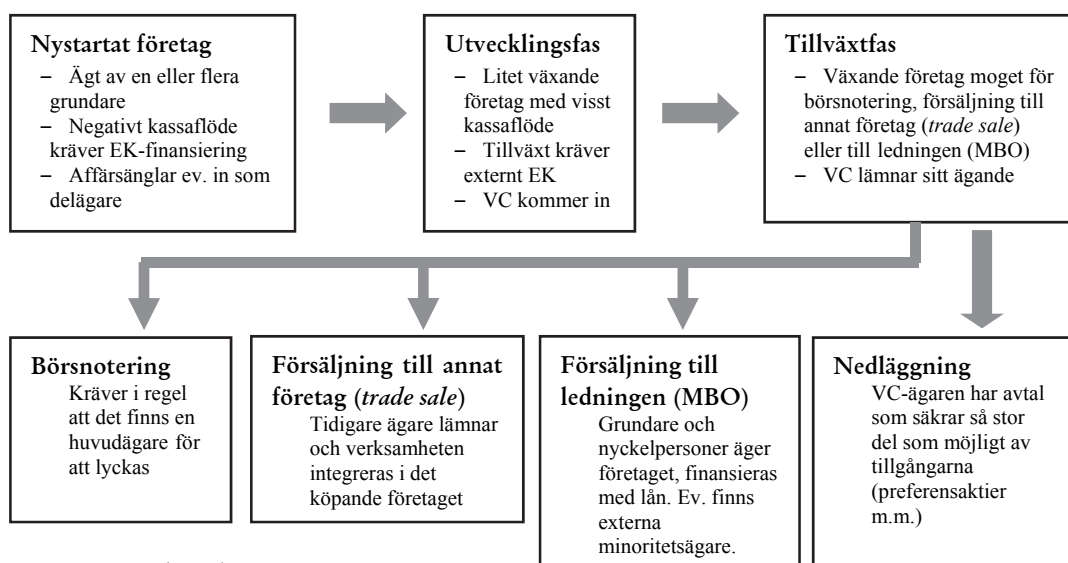 Nystartat företag
– Ägt av en eller flera
grundare
– Negativt kassaflöde
kräver EK-finansiering
– Affärsänglar ev. in som
delägare
Utvecklingsfas
– Litet växande
företag med visst
kassaflöde
– Tillväxt kräver
externt EK
– VC kommer in
Tillväxtfas
– Växande företag moget för
börsnotering, försäljning till
annat företag (trade sale)
eller till ledningen (MBO)
– VC lämnar sitt ägande
Börsnotering
Kräver i regel
att det finns en
huvudägare för
att lyckas
Försäljning till annat
företag (trade sale)
Tidigare ägare lämnar
och verksamheten
integreras i det
köpande företaget
Försäljning till
ledningen (MBO)
Grundare och
nyckelpersoner äger
företaget, finansieras
med lån. Ev. finns
externa
minoritetsägare.
Nedläggning
VC-ägaren har avtal
som säkrar så stor
del som möjligt av
tillgångarna
(preferensaktier
m.m.)